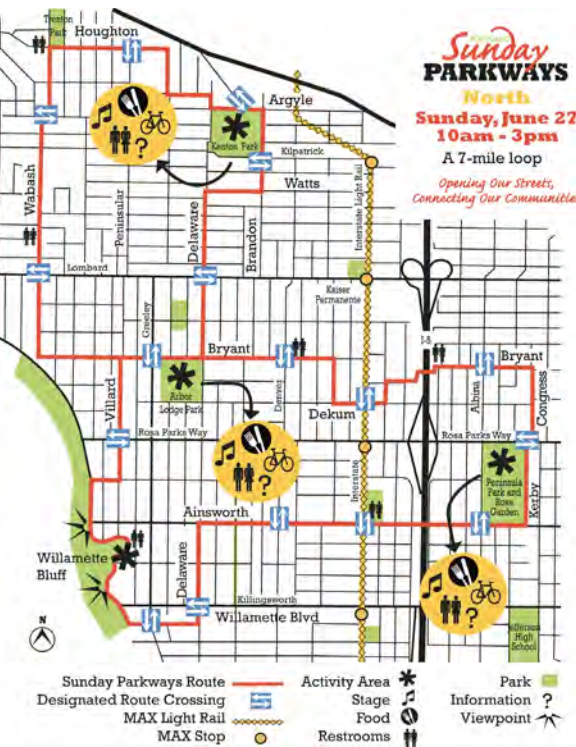 Portland
Sunday
PARKWAYS
North
Sunday, June 27
10am - 3pm
A 7-mile loop
Opening Our Streets,
Connecting Our Communities
Trenton
Park
Houghton
Argyle
Kenton Park
?
Kilpatrick
Watts
Wabash
Peninsular
Delaware
Brandon
Interstate Light Rail
Lombard
Kaiser
Permanente
Greeley
I-5
Bryant
Bryant
Villard
Arbor
Lodge Park
Denver
Dekum
Albina
Congress
Rosa Parks Way
Rosa Parks Way
?
Interstate
Peninsula
Park and
Rose
Garden
Kerby
Ainsworth
Willamette
Bluff
Delaware
Killingsworth
Willamette Blvd
?
Jefferson
High
School
N
Sunday Parkways Route
Designated Route Crossing
MAX Light Rail
MAX Stop
Activity Area
Stage
Food
Restrooms
Park
Information ?
Viewpoint